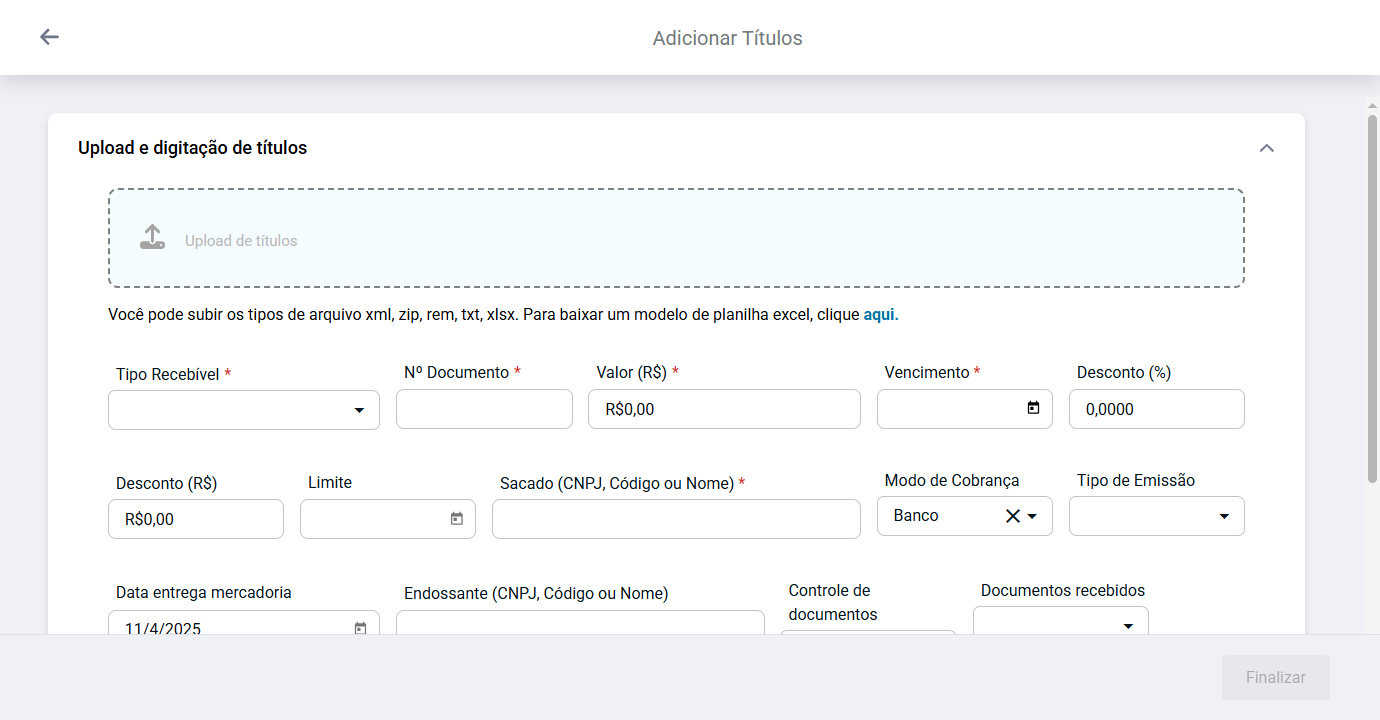 Adicionar Títulos
Upload e digitação de títulos
Upload de títulos
Você pode subir os tipos de arquivo xml, zip, rem, txt, xlsx. Para baixar um modelo de planilha excel, clique aqui.
Tipo Recebível *
Nº Documento *
Valor (R$) *
Vencimento *
Desconto (%)
R$0,00
0,0000
Desconto (R$)
Limite
Sacado (CNPJ, Código ou Nome) *
Modo de Cobrança
Tipo de Emissão
R$0,00
Banco
Data entrega mercadoria
Endossante (CNPJ, Código ou Nome)
Controle de
documentos
Documentos recebidos
11/4/2025
Finalizar